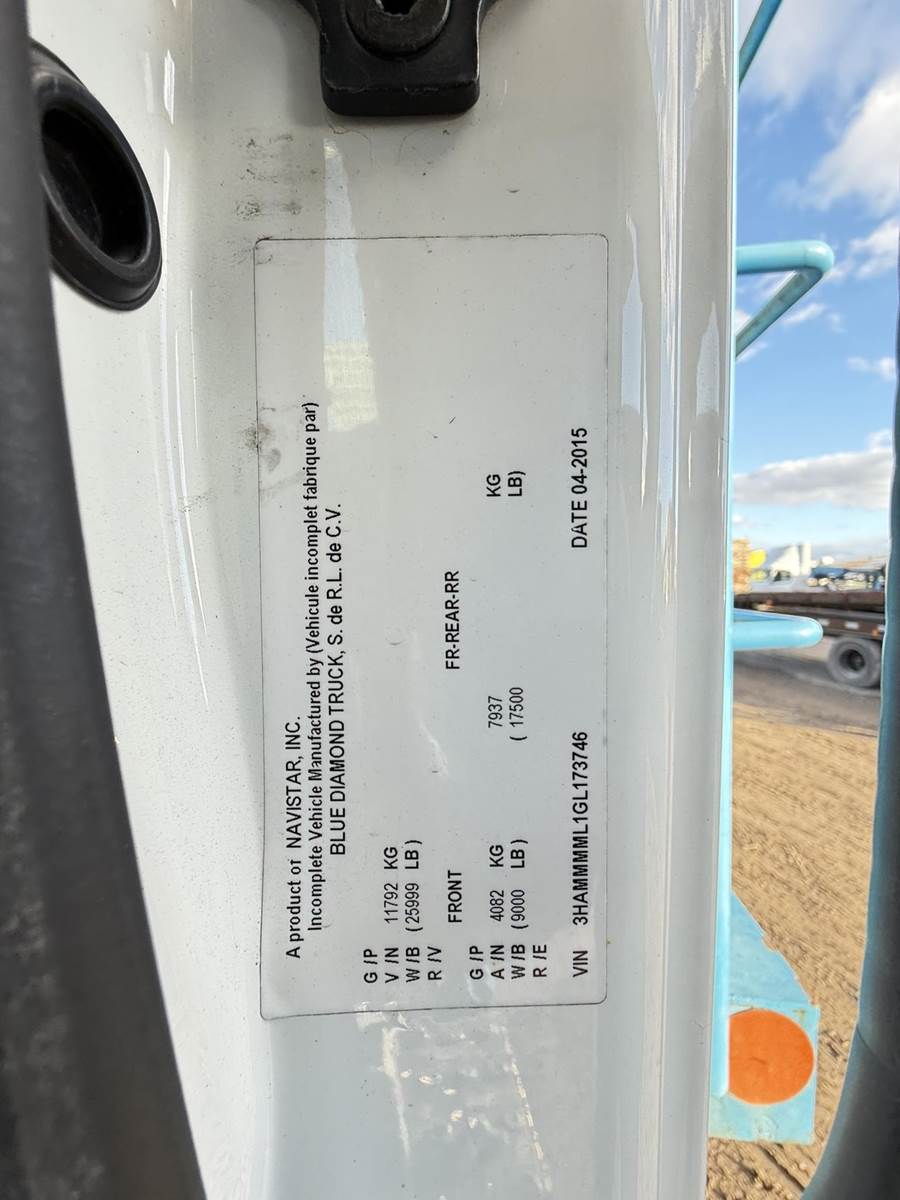 A product of NAVISTAR, INC.
Incomplete Vehicle Manufactured by (Vehicule incomplet fabrique par)
BLUE DIAMOND TRUCK, S. de R.L. de C.V.
G /P
V /N 11792 KG
W /B (25999 LB)
R /V
FRONT FR-REAR-RR
G /P
A /N 4082 KG 7937 KG
W /B (9000 LB) ( 17500 LB)
R /E
VIN 3HAMMMML1GL173746 DATE 04-2015